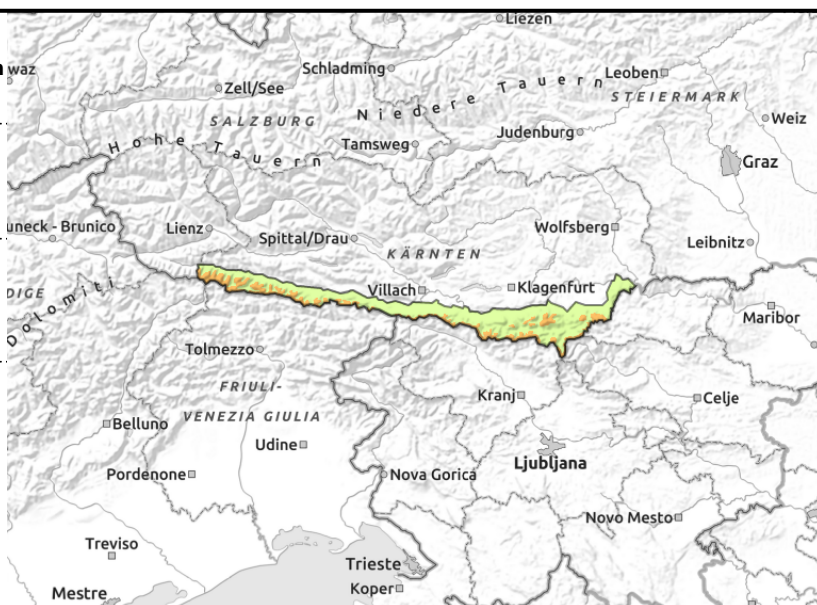 Liezen
waz
Schladming
Leoben
Zell/See
Niedere Tauern
STEIERMARK
SALZBURG
Weiz
Judenburg
Hohe Tauern
Tamsweg
Graz
uneck - Brunico
Lienz
Wolfsberg
Spittal/Drau
Leibnitz
KÄRNTEN
DIGE
Villach
Klagenfurt
Dolomiti
Maribor
Tolmezzo
FRIULI-
VENEZIA GIULIA
Kranj
Celje
Belluno
Udine
Ljubljana
Pordenone
Nova Gorica
Novo Mesto
Treviso
Trieste
Koper
Mestre